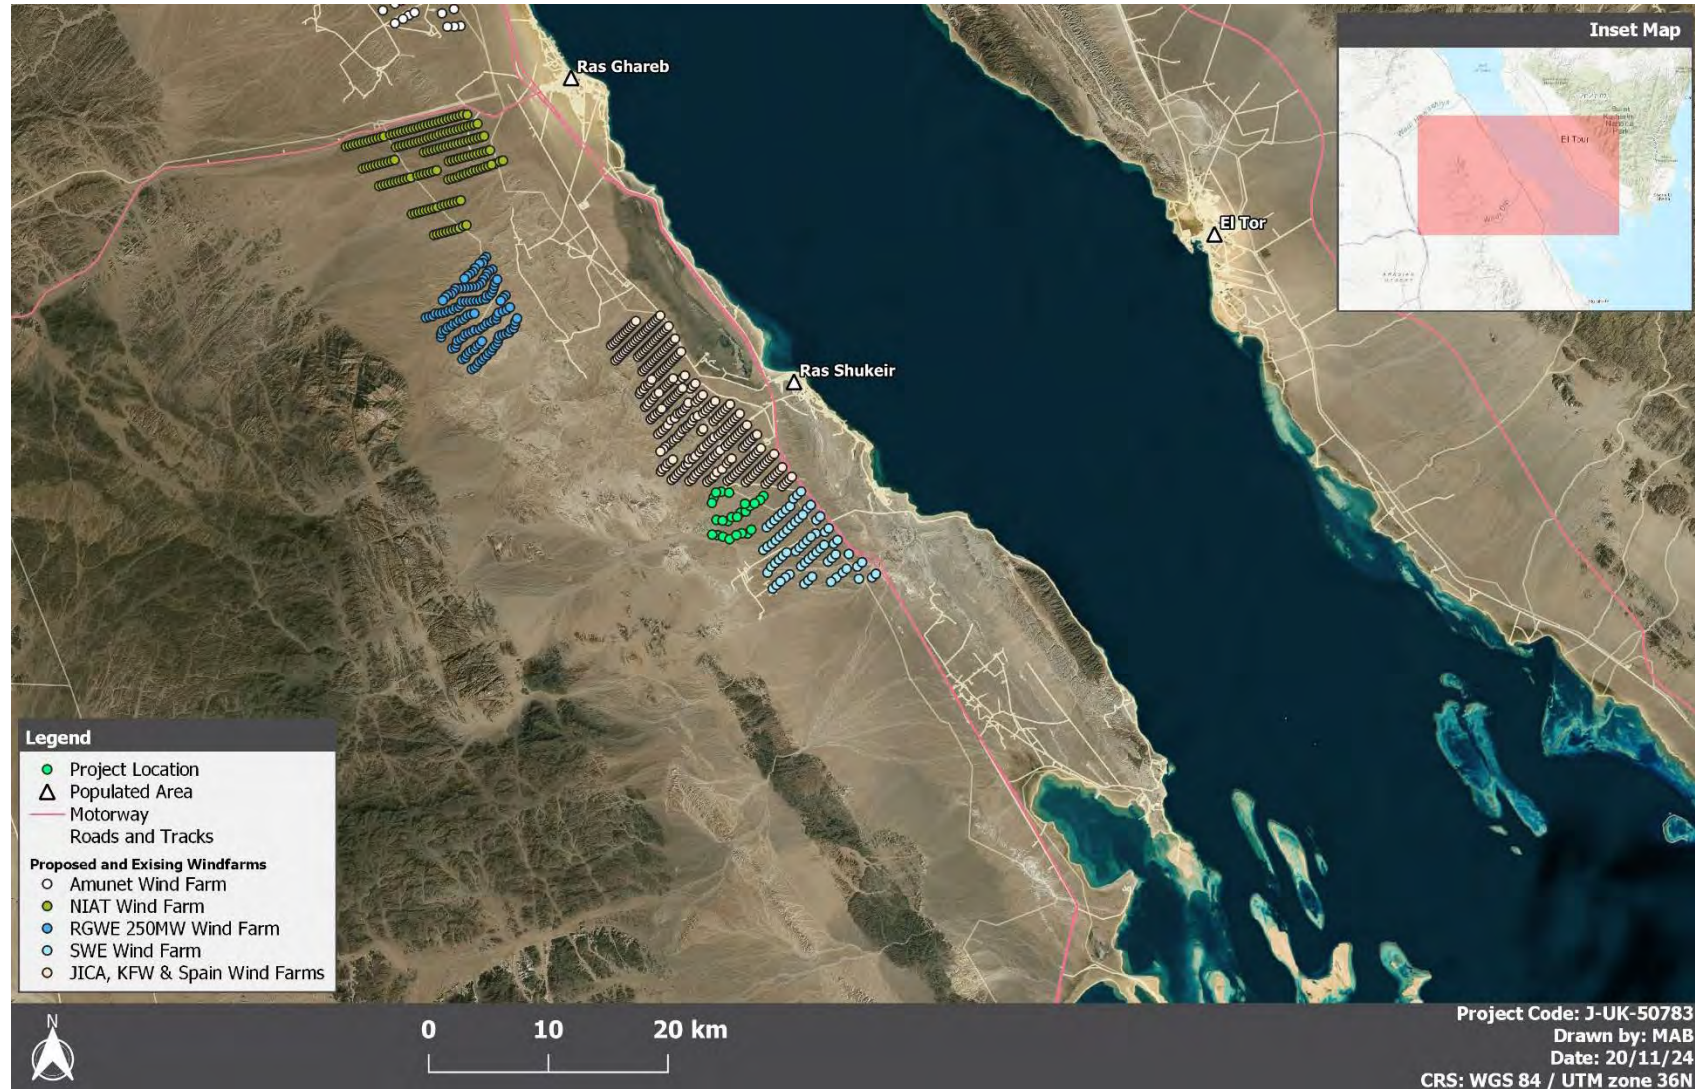 Inset Map
El Tour
Ras Ghareb
El Tor
Ras Shukeir
Legend
Project Location
Populated Area
Motorway
Roads and Tracks
Proposed and Exising Windfarms
Amunet Wind Farm
NIAT Wind Farm
RGWE 250MW Wind Farm
SWE Wind Farm
JICA, KFW & Spain Wind Farms
N
0 10 20 km
Project Code: J-UK-50783
Drawn by: MAB
Date: 20/11/24
CRS: WGS 84 / UTM zone 36N